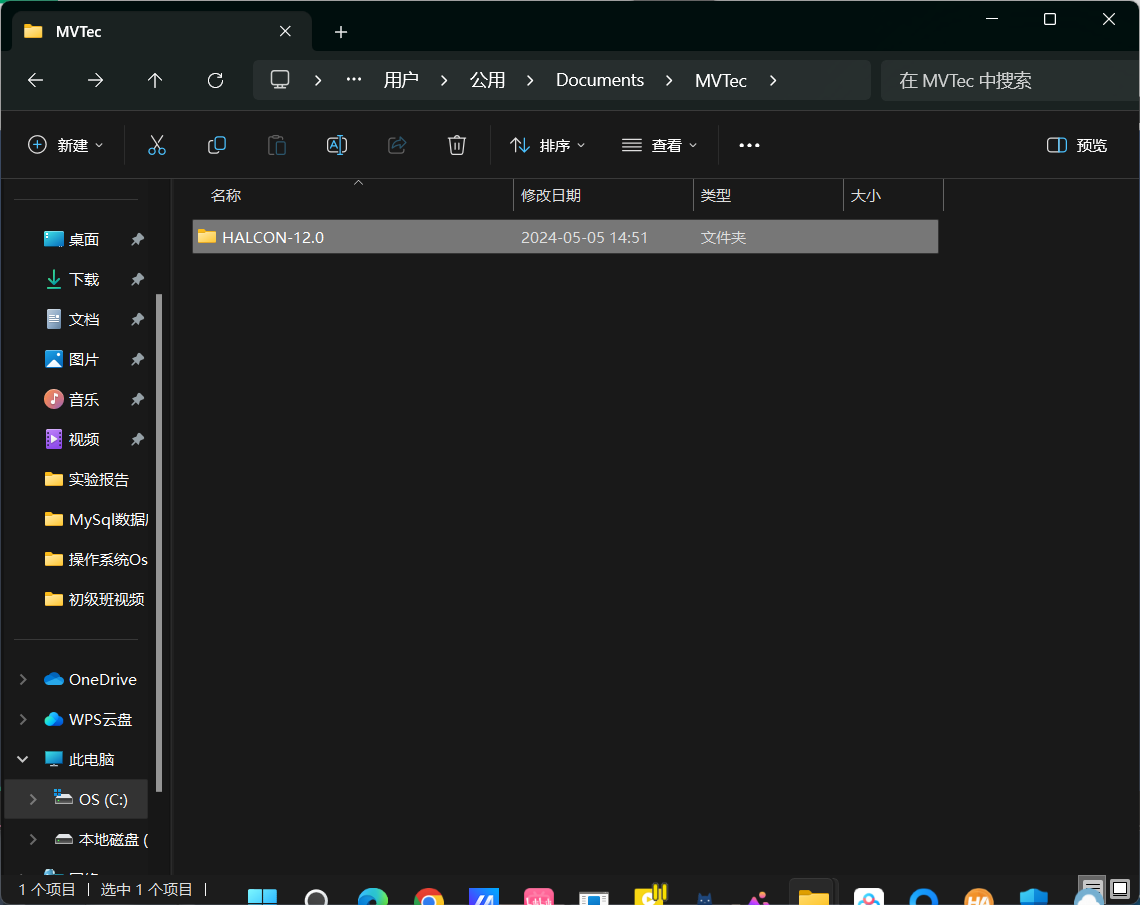 MVTec
用户
公用
Documents
MVTec
在 MVTec 中搜索
新建
排序
查看
预览
名称
修改日期
类型
大小
HALCON-12.0
2024-05-05 14:51
文件夹
桌面
下载
文档
图片
音乐
视频
实验报告
MySql数据
操作系统Os
初级班视频
OneDrive
WPS云盘
此电脑
OS (C:)
本地磁盘 (
1 个项目
选中 1 个项目